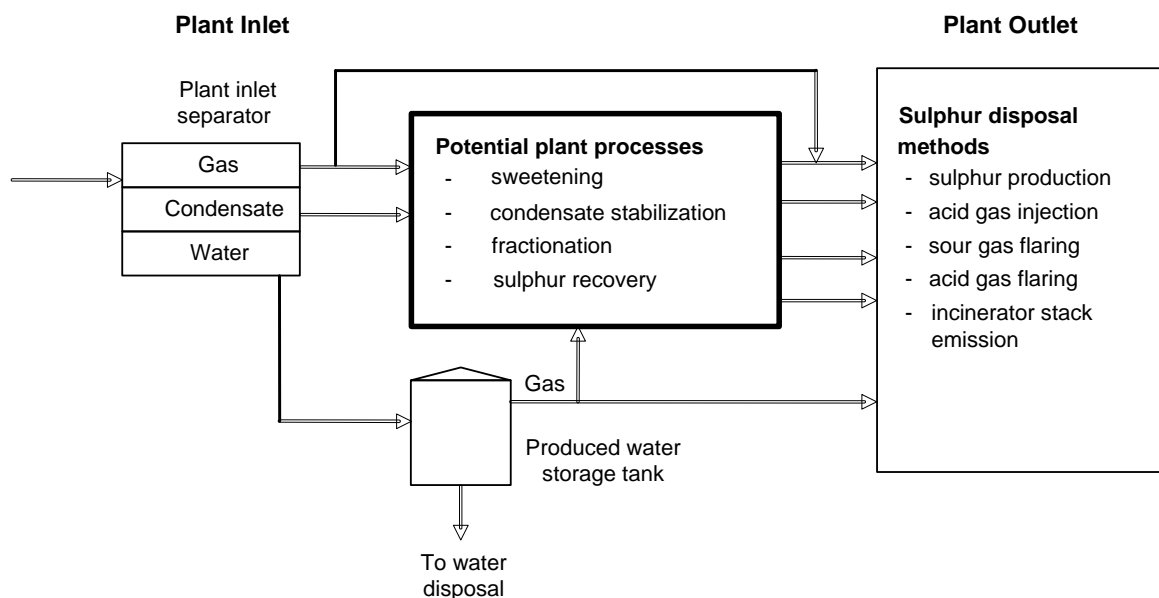 Plant Inlet
Plant Outlet
Plant inlet
separator
Gas
Condensate
Water
Potential plant processes
- sweetening
- condensate stabilization
- fractionation
- sulphur recovery
Sulphur disposal
methods
- sulphur production
- acid gas injection
- sour gas flaring
- acid gas flaring
- incinerator stack
emission
Gas
Produced water
storage tank
To water
disposal